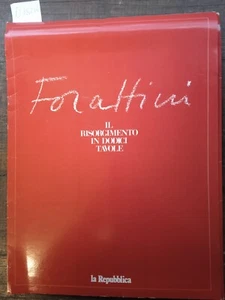 Forattini
IL
RISORGIMENTO
IN DODICI
TAVOLE
la Repubblica